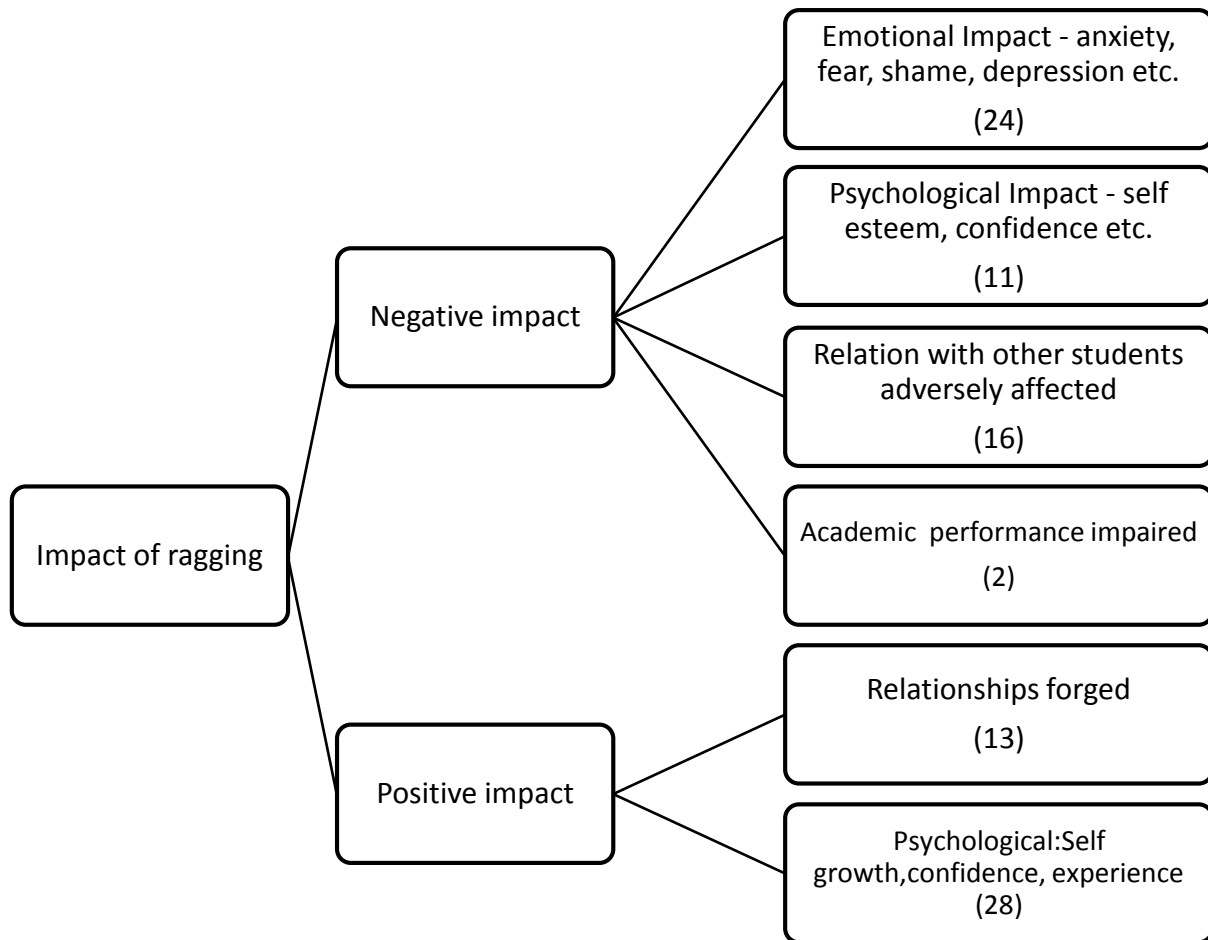 Impact of ragging
Negative impact
Emotional Impact - anxiety,
fear, shame, depression etc.
(24)
Psychological Impact - self
esteem, confidence etc.
(11)
Relation with other students
adversely affected
(16)
Academic  performance impaired
(2)
Positive impact
Relationships forged
(13)
Psychological:Self
growth,confidence, experience
(28)